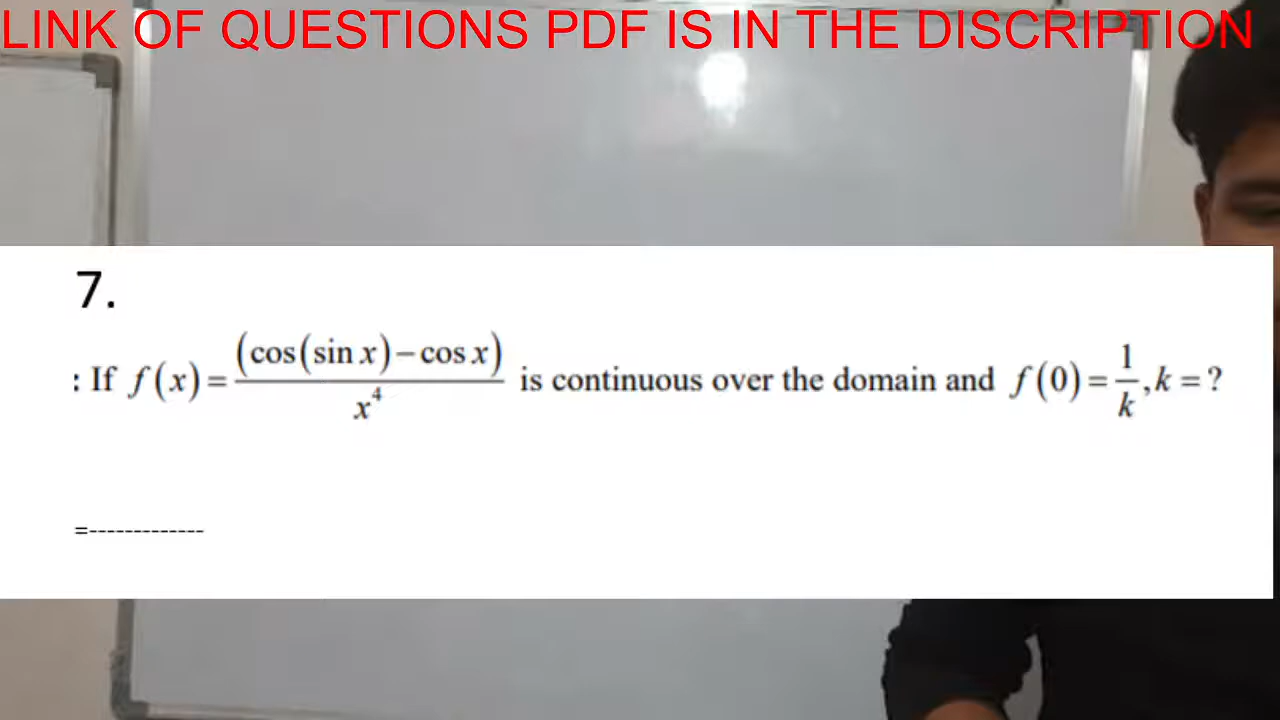 LINK OF QUESTIONS PDF IS IN THE DISCRIPTION
7.
: If f(x) = (cos(sin x) − cos x) / x⁴ is continuous over the domain and f(0) = 1/k, k = ?
=-------------